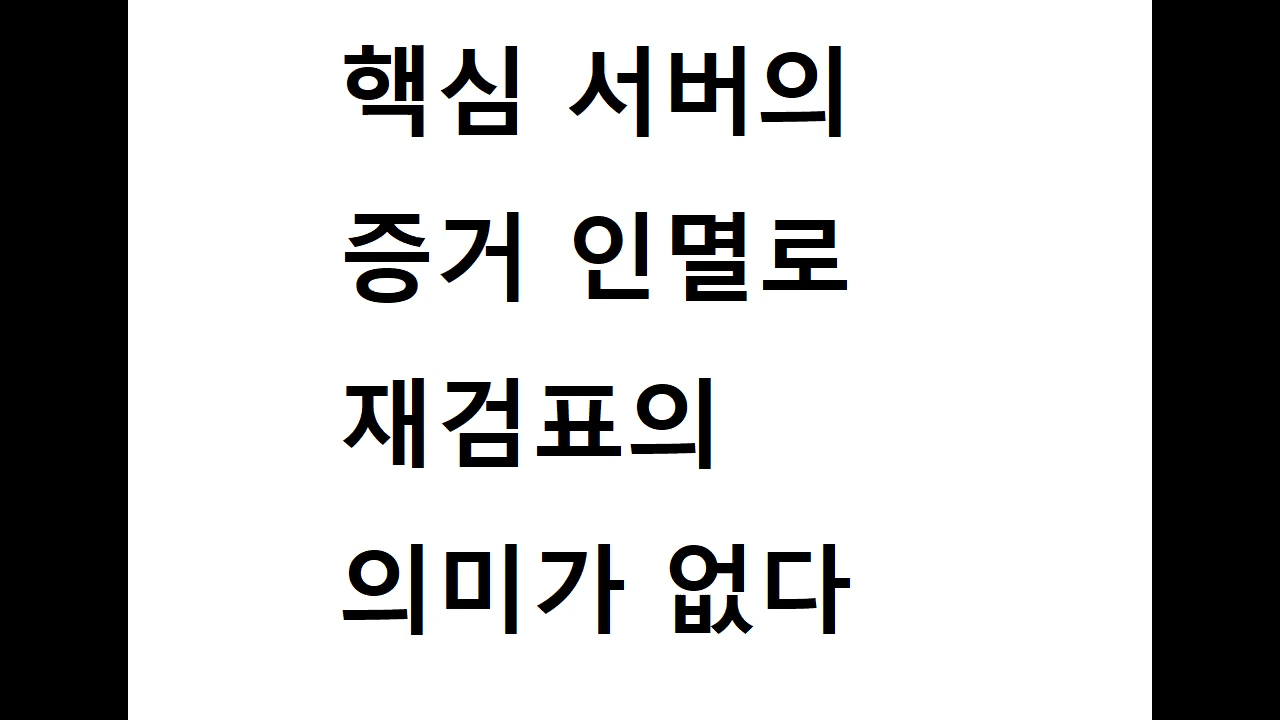 핵심 서버의
증거 인멸로
재검표의
의미가 없다